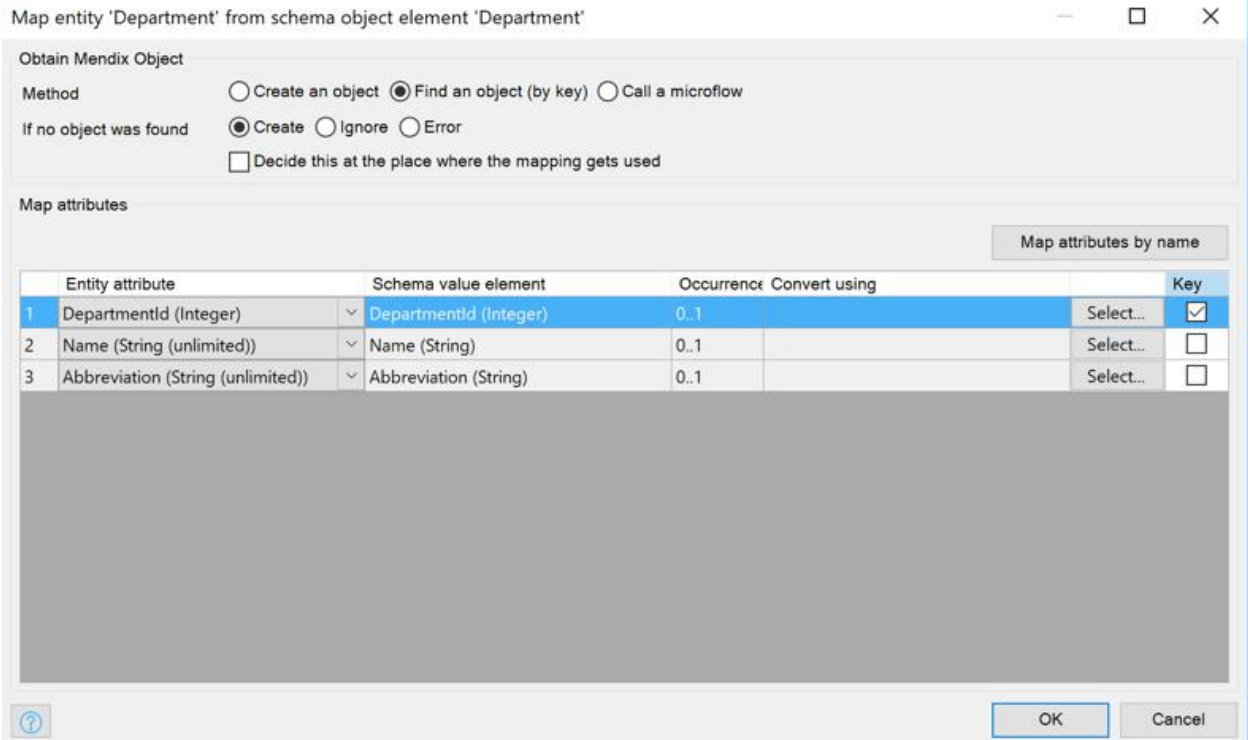 Map entity 'Department' from schema object element 'Department'
Obtain Mendix Object
Method Create an object Find an object (by key) Call a microflow
If no object was found Create Ignore Error
Decide this at the place where the mapping gets used
Map attributes
Map attributes by name
Entity attribute Schema value element Occurrence Convert using Key
1 DepartmentId (Integer) DepartmentId (Integer) 0..1 Select...
2 Name (String (unlimited)) Name (String) 0..1 Select...
3 Abbreviation (String (unlimited)) Abbreviation (String) 0..1 Select...
? OK Cancel